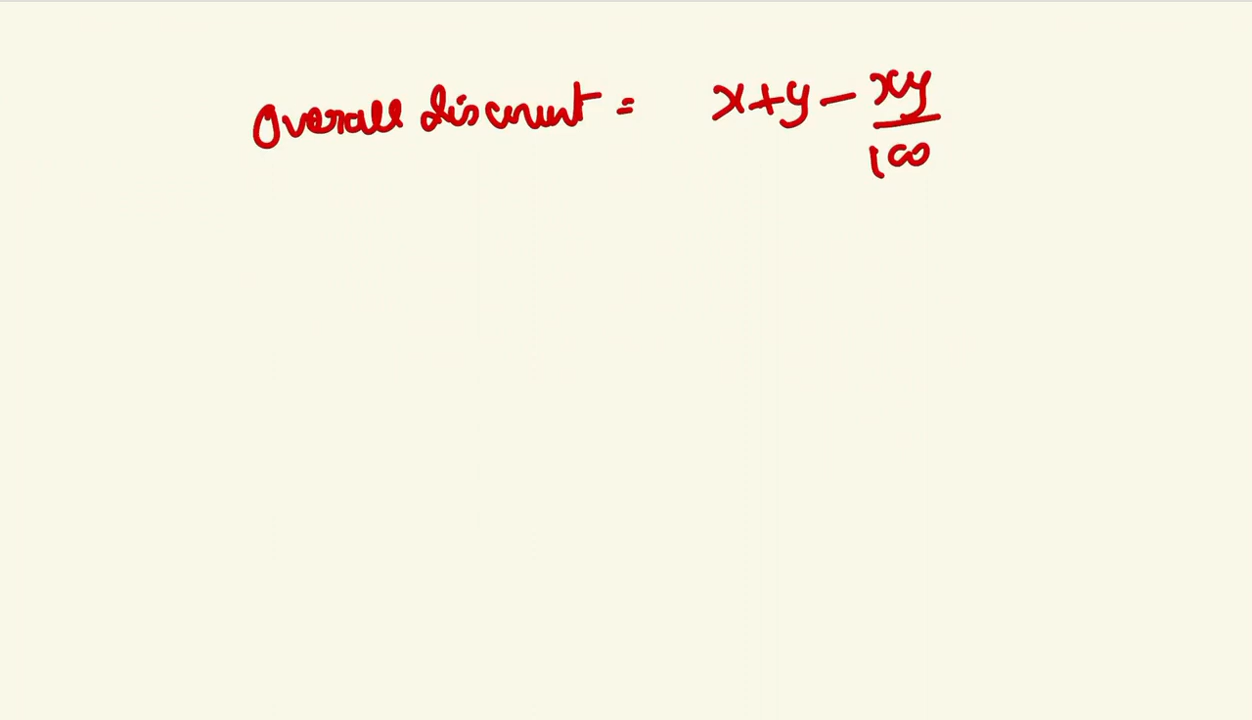 Overall discount = x+y - xy/100